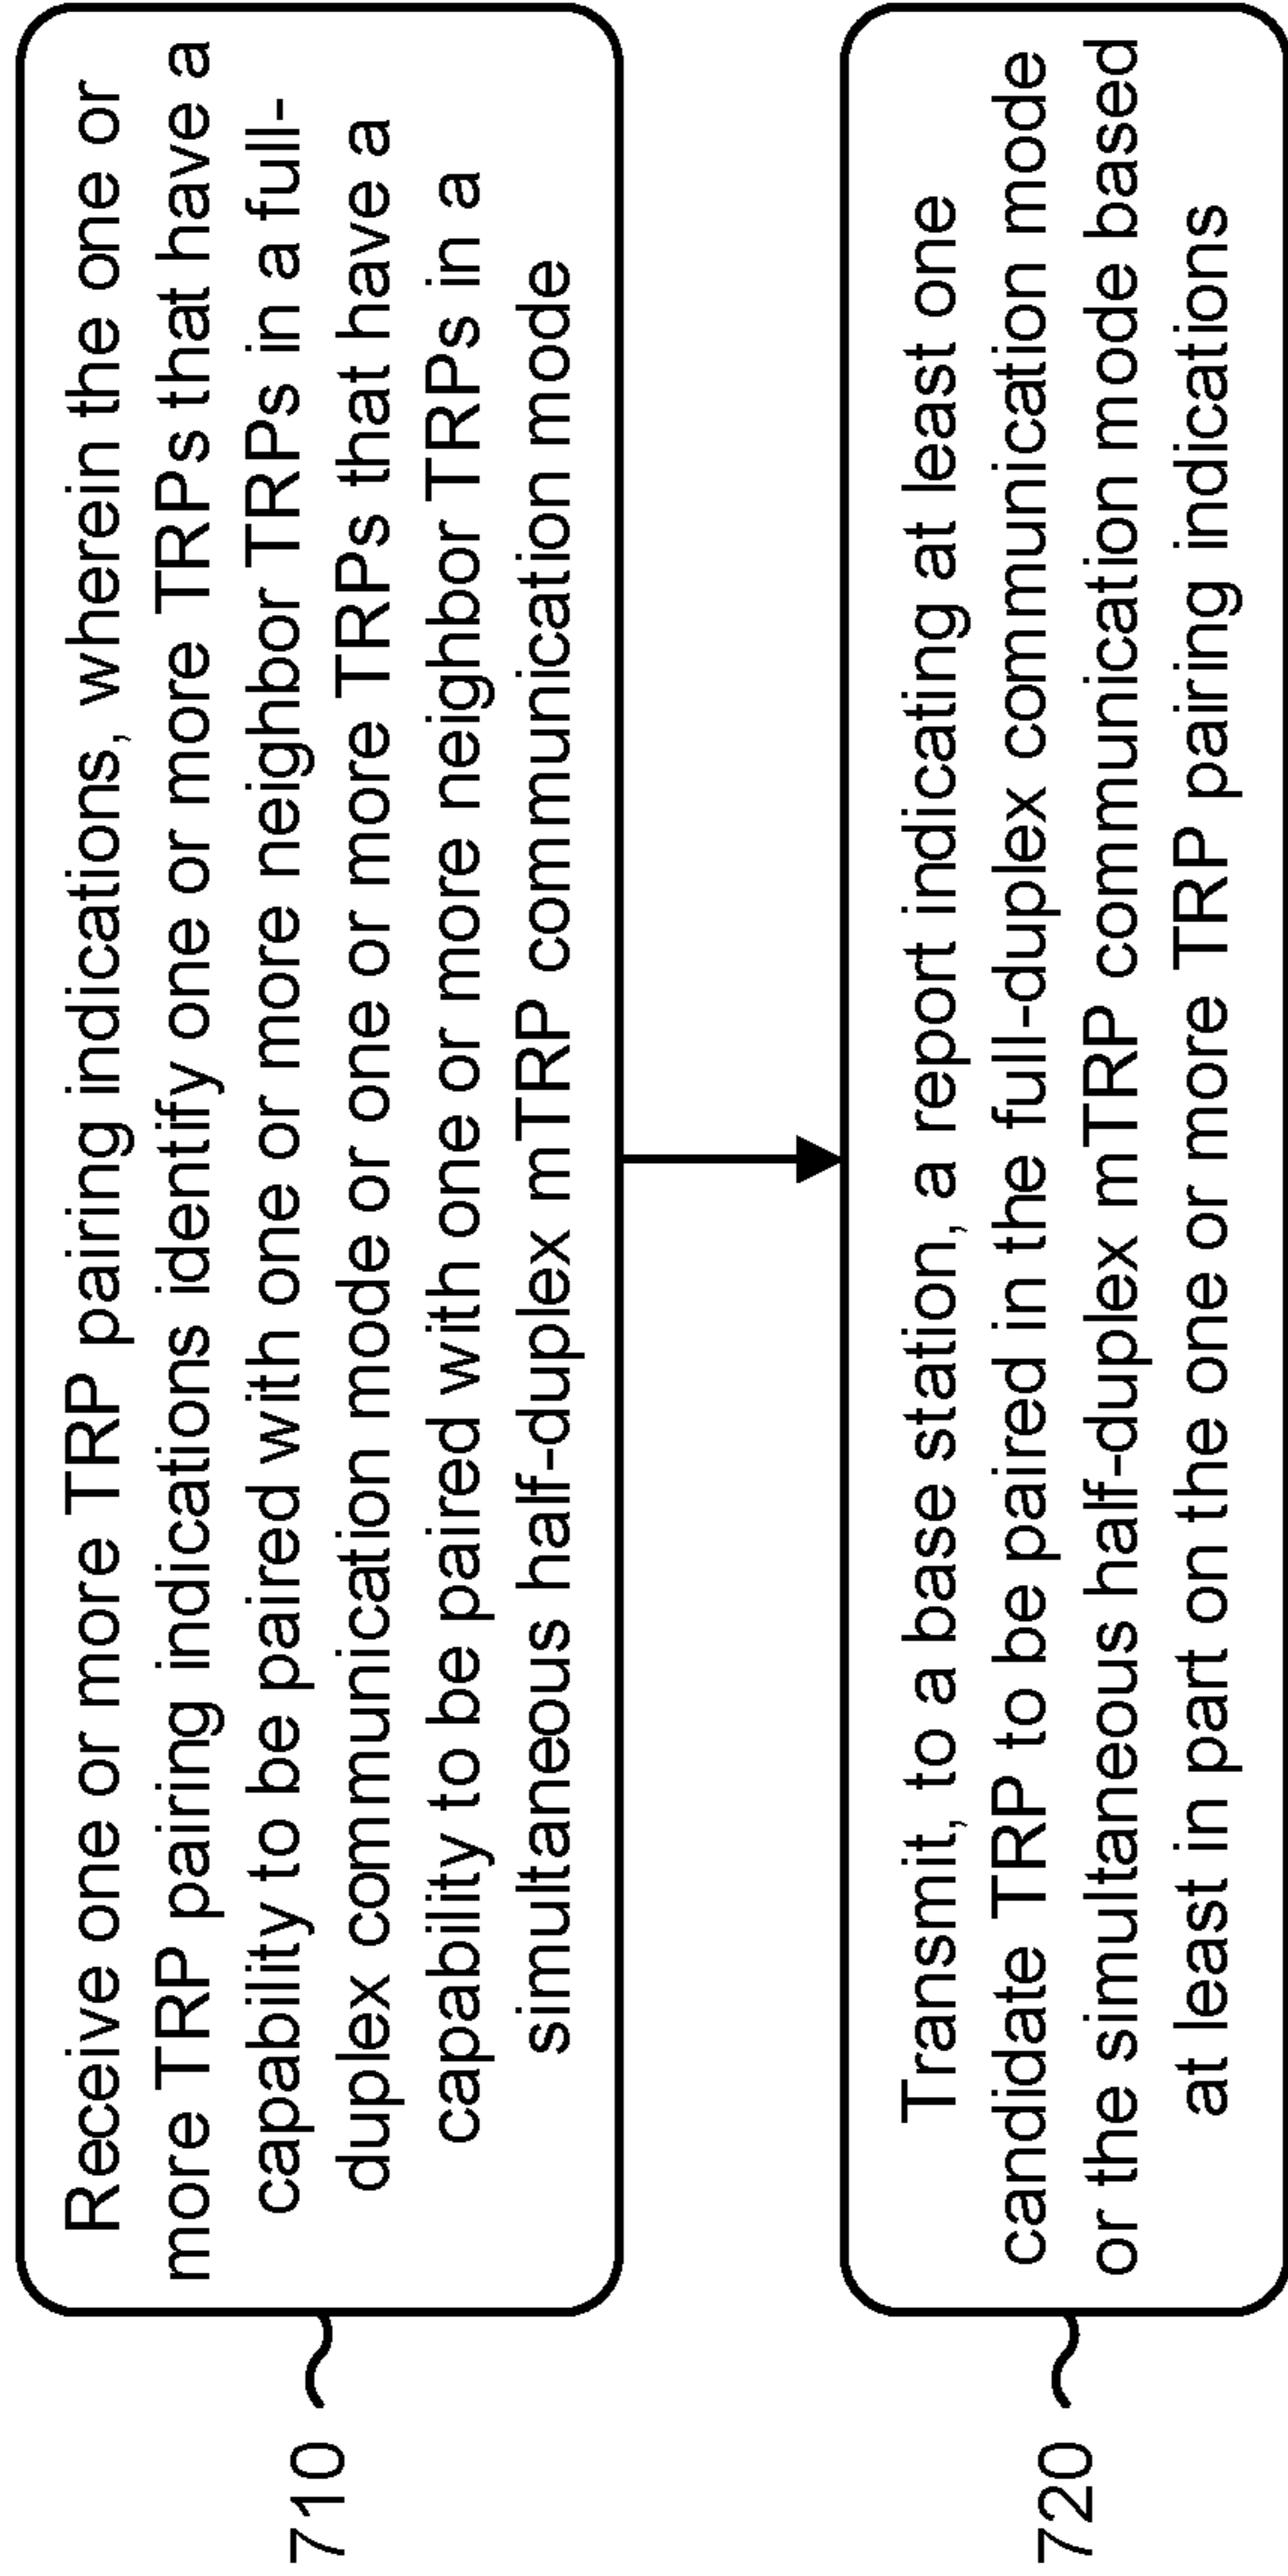 710
Receive one or more TRP pairing indications, wherein the one or
more TRP pairing indications identify one or more TRPs that have a
capability to be paired with one or more neighbor TRPs in a full-
duplex communication mode or one or more TRPs that have a
capability to be paired with one or more neighbor TRPs in a
simultaneous half-duplex mTRP communication mode
720
Transmit, to a base station, a report indicating at least one
candidate TRP to be paired in the full-duplex communication mode
or the simultaneous half-duplex mTRP communication mode based
at least in part on the one or more TRP pairing indications